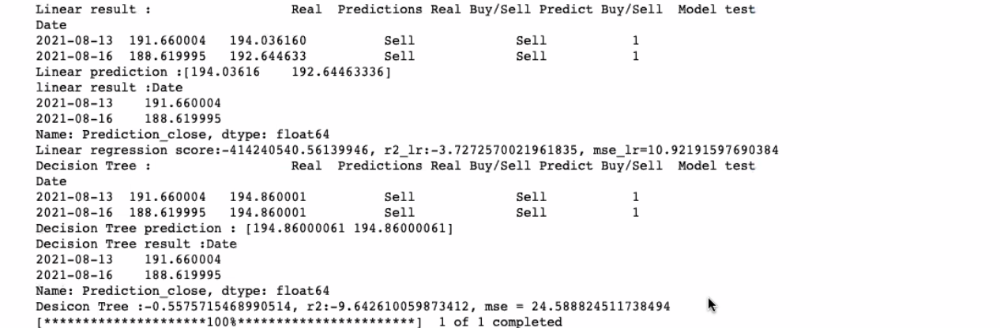 Linear result :                  Real  Predictions Real Buy/Sell Predict Buy/Sell  Model test
Date
2021-08-13  191.660004   194.036160          Sell             Sell           1
2021-08-16  188.619995   192.644633          Sell             Sell           1
Linear prediction :[194.03616    192.64463336]
linear result :Date
2021-08-13    191.660004
2021-08-16    188.619995
Name: Prediction_close, dtype: float64
Linear regression score:-414240540.56139946, r2_lr:-3.7272570021961835, mse_lr=10.92191597690384
Decision Tree :                  Real  Predictions Real Buy/Sell Predict Buy/Sell  Model test
Date
2021-08-13  191.660004   194.860001          Sell             Sell           1
2021-08-16  188.619995   194.860001          Sell             Sell           1
Decision Tree prediction : [194.86000061 194.86000061]
Decision Tree result :Date
2021-08-13    191.660004
2021-08-16    188.619995
Name: Prediction_close, dtype: float64
Desicon Tree :-0.5575715468990514, r2:-9.642610059873412, mse = 24.588824511738494
[*********************100%***********************]  1 of 1 completed